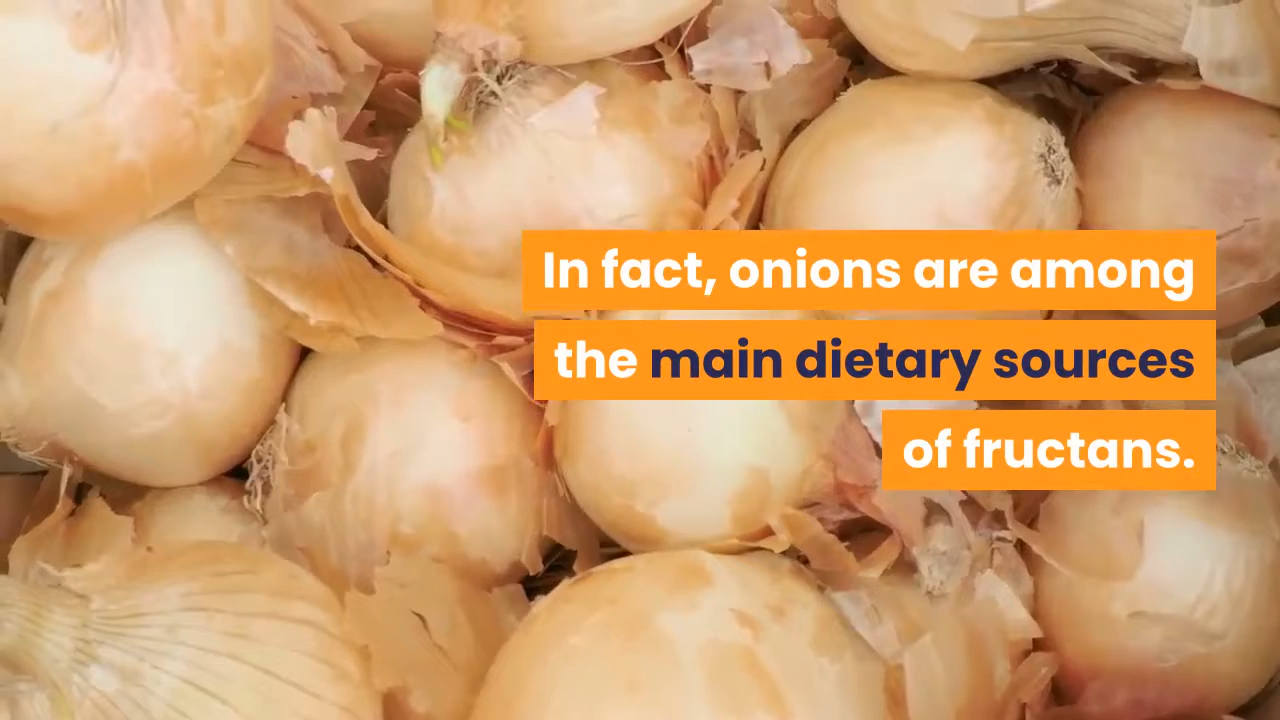 In fact, onions are among
the main dietary sources
of fructans.